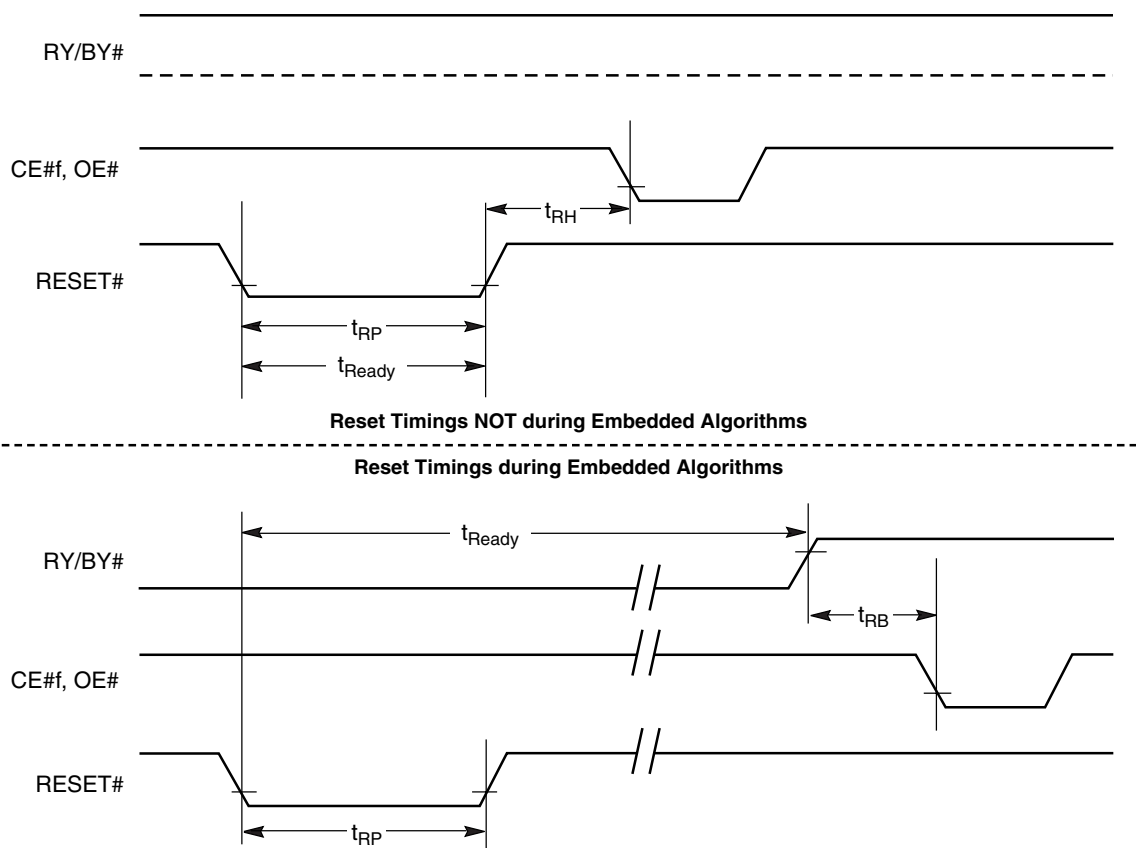 RY/BY#
CE#f, OE#
tRH
RESET#
tRP
tReady
Reset Timings NOT during Embedded Algorithms
Reset Timings during Embedded Algorithms
tReady
RY/BY#
tRB
CE#f, OE#
RESET#
tRP